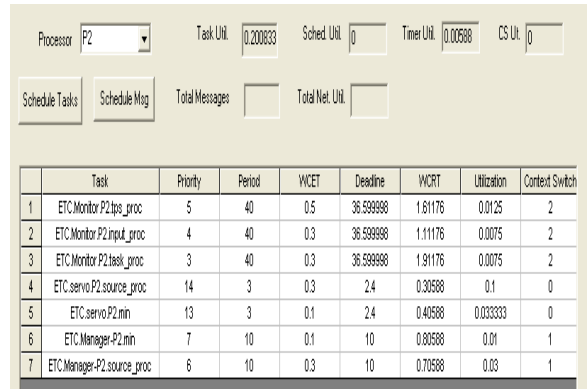 Processor P2 Task Util. 0.200833 Sched. Util 0 Timer Util. 0.00588 CS Ut. 0
Schedule Tasks Schedule Msg Total Messages Total Net. Util.
Task Priority Period WCET Deadline WCRT Utilization Context Switch
1 ETC.Monitor.P2.tps_proc 5 40 0.5 36.599998 1.61176 0.0125 2
2 ETC.Monitor.P2.input_proc 4 40 0.3 36.599998 1.11176 0.0075 2
3 ETC.Monitor.P2.task_proc 3 40 0.3 36.599998 1.91176 0.0075 2
4 ETC.servo.P2.source_proc 14 3 0.3 2.4 0.30588 0.1 0
5 ETC.servo.P2.min 13 3 0.1 2.4 0.40588 0.033333 0
6 ETC.Manager-P2.min 7 10 0.1 10 0.80588 0.01 1
7 ETC.Manager-P2.source_proc 6 10 0.3 10 0.70588 0.03 1